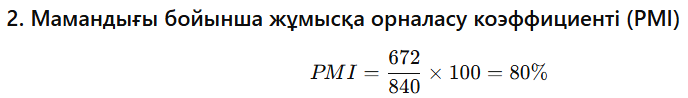 2. Мамандығы бойынша жұмысқа орналасу коэффициенті (PMI)
PMI = 672/840 × 100 = 80%